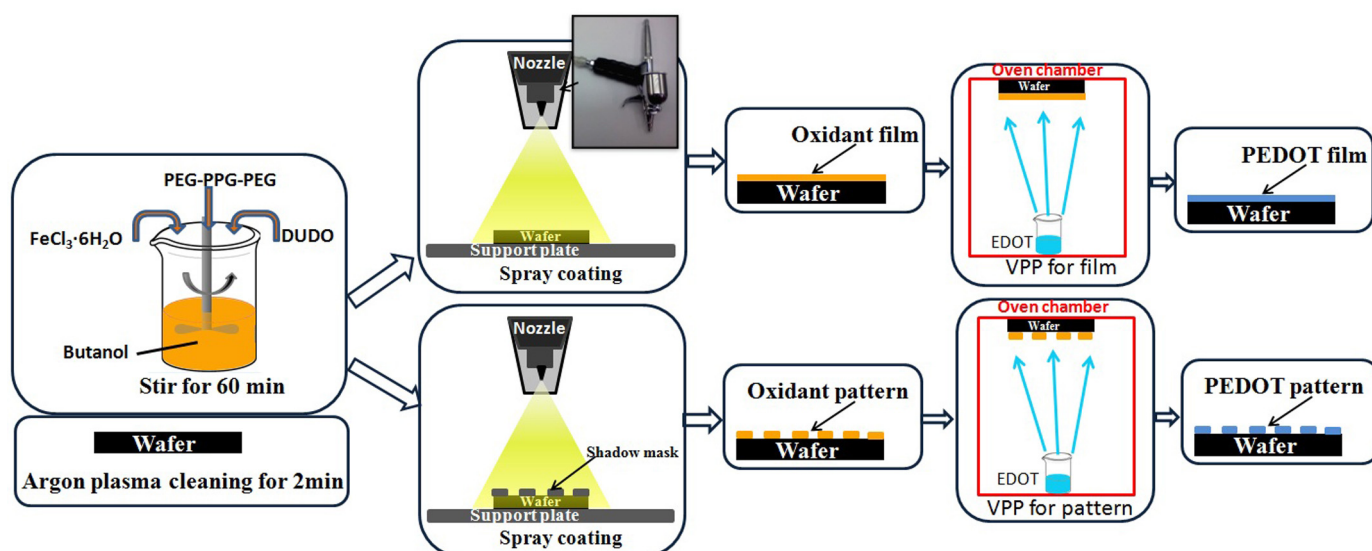 PEG-PPG-PEG
FeCl₃·6H₂O
DUDO
Butanol
Stir for 60 min
Wafer
Argon plasma cleaning for 2min
Nozzle
Wafer
Support plate
Spray coating
Oxidant film
Wafer
Oven chamber
Wafer
EDOT
VPP for film
PEDOT film
Wafer
Nozzle
Shadow mask
Wafer
Support plate
Spray coating
Oxidant pattern
Wafer
Oven chamber
Wafer
EDOT
VPP for pattern
PEDOT pattern
Wafer